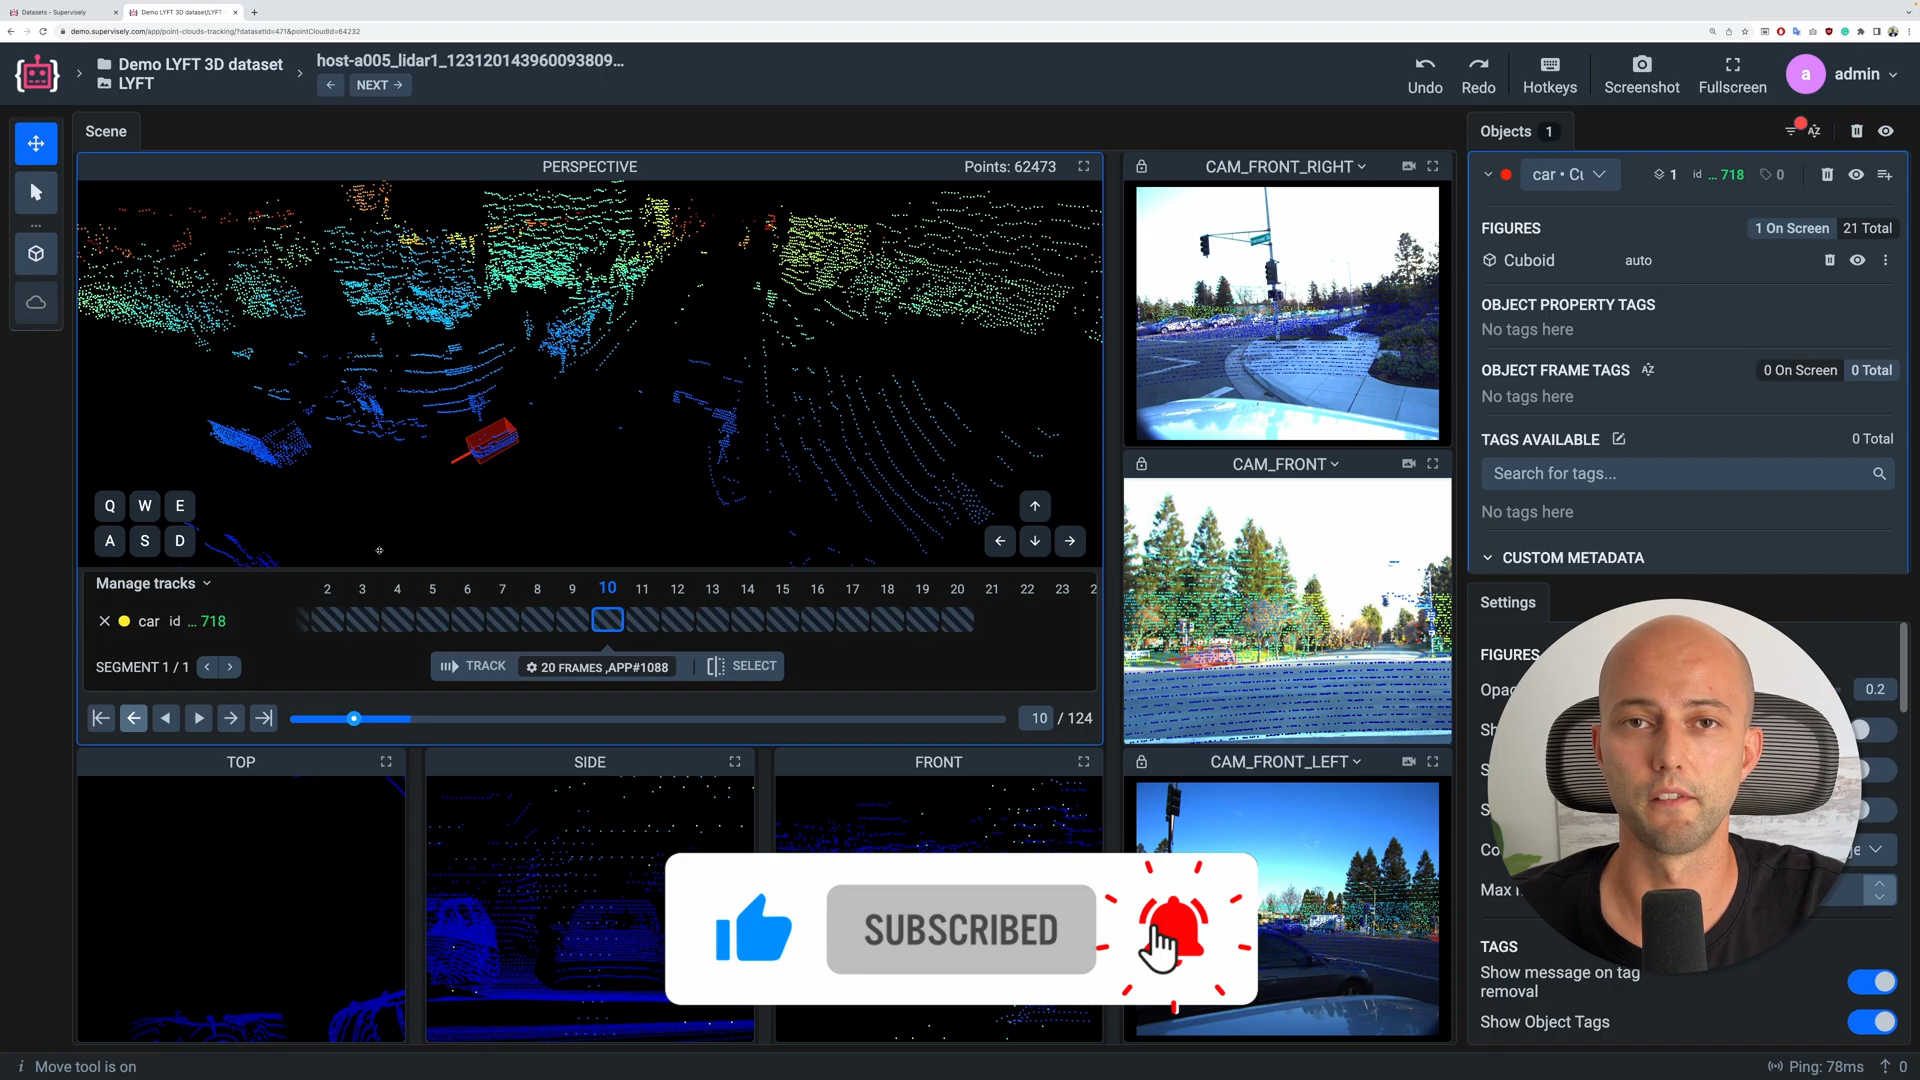 Datasets - Supervisely
Demo LYFT 3D dataset/LYFT
demo.supervisely.com/app/point-clouds-tracking/?datasetId=471&pointCloudId=64232
Demo LYFT 3D dataset
LYFT
host-a005_lidar1_123120143960093809...
NEXT
Undo
Redo
Hotkeys
Screenshot
Fullscreen
a
admin
Scene
PERSPECTIVE
Points: 62473
Q W E
A S D
Manage tracks
2 3 4 5 6 7 8 9 10 11 12 13 14 15 16 17 18 19 20 21 22 23 2
car id ... 718
SEGMENT 1 / 1
TRACK
20 FRAMES ,APP#1088
SELECT
10 / 124
TOP
SIDE
FRONT
CAM_FRONT_RIGHT
CAM_FRONT
CAM_FRONT_LEFT
SUBSCRIBED
Objects 1
car • Cu
1 id ... 718 0
FIGURES
1 On Screen 21 Total
Cuboid auto
OBJECT PROPERTY TAGS
No tags here
OBJECT FRAME TAGS
0 On Screen 0 Total
No tags here
TAGS AVAILABLE
0 Total
Search for tags...
No tags here
CUSTOM METADATA
Settings
FIGURES
Opac
0.2
Sh
S
S
Co
Max
TAGS
Show message on tag
removal
Show Object Tags
Move tool is on
Ping: 78ms
0